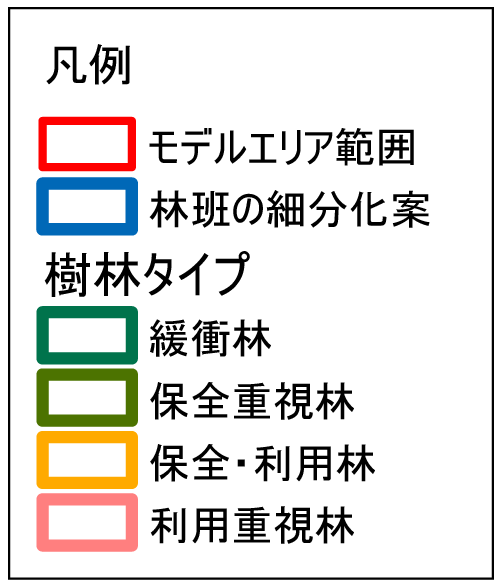 凡例
モデルエリア範囲
林班の細分化案
樹林タイプ
緩衝林
保全重視林
保全・利用林
利用重視林